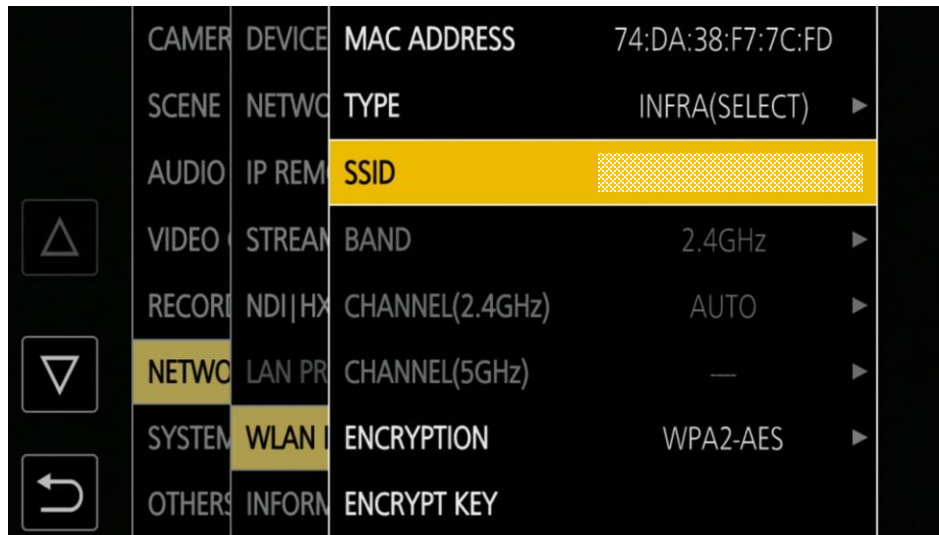 CAMER DEVICE MAC ADDRESS 74:DA:38:F7:7C:FD
SCENE NETWO TYPE INFRA(SELECT)
AUDIO IP REM SSID
VIDEO STREAM BAND 2.4GHz
RECORD NDI|HX CHANNEL(2.4GHz) AUTO
NETWO LAN PR CHANNEL(5GHz) ----
SYSTEM WLAN ENCRYPTION WPA2-AES
OTHERS INFORM ENCRYPT KEY